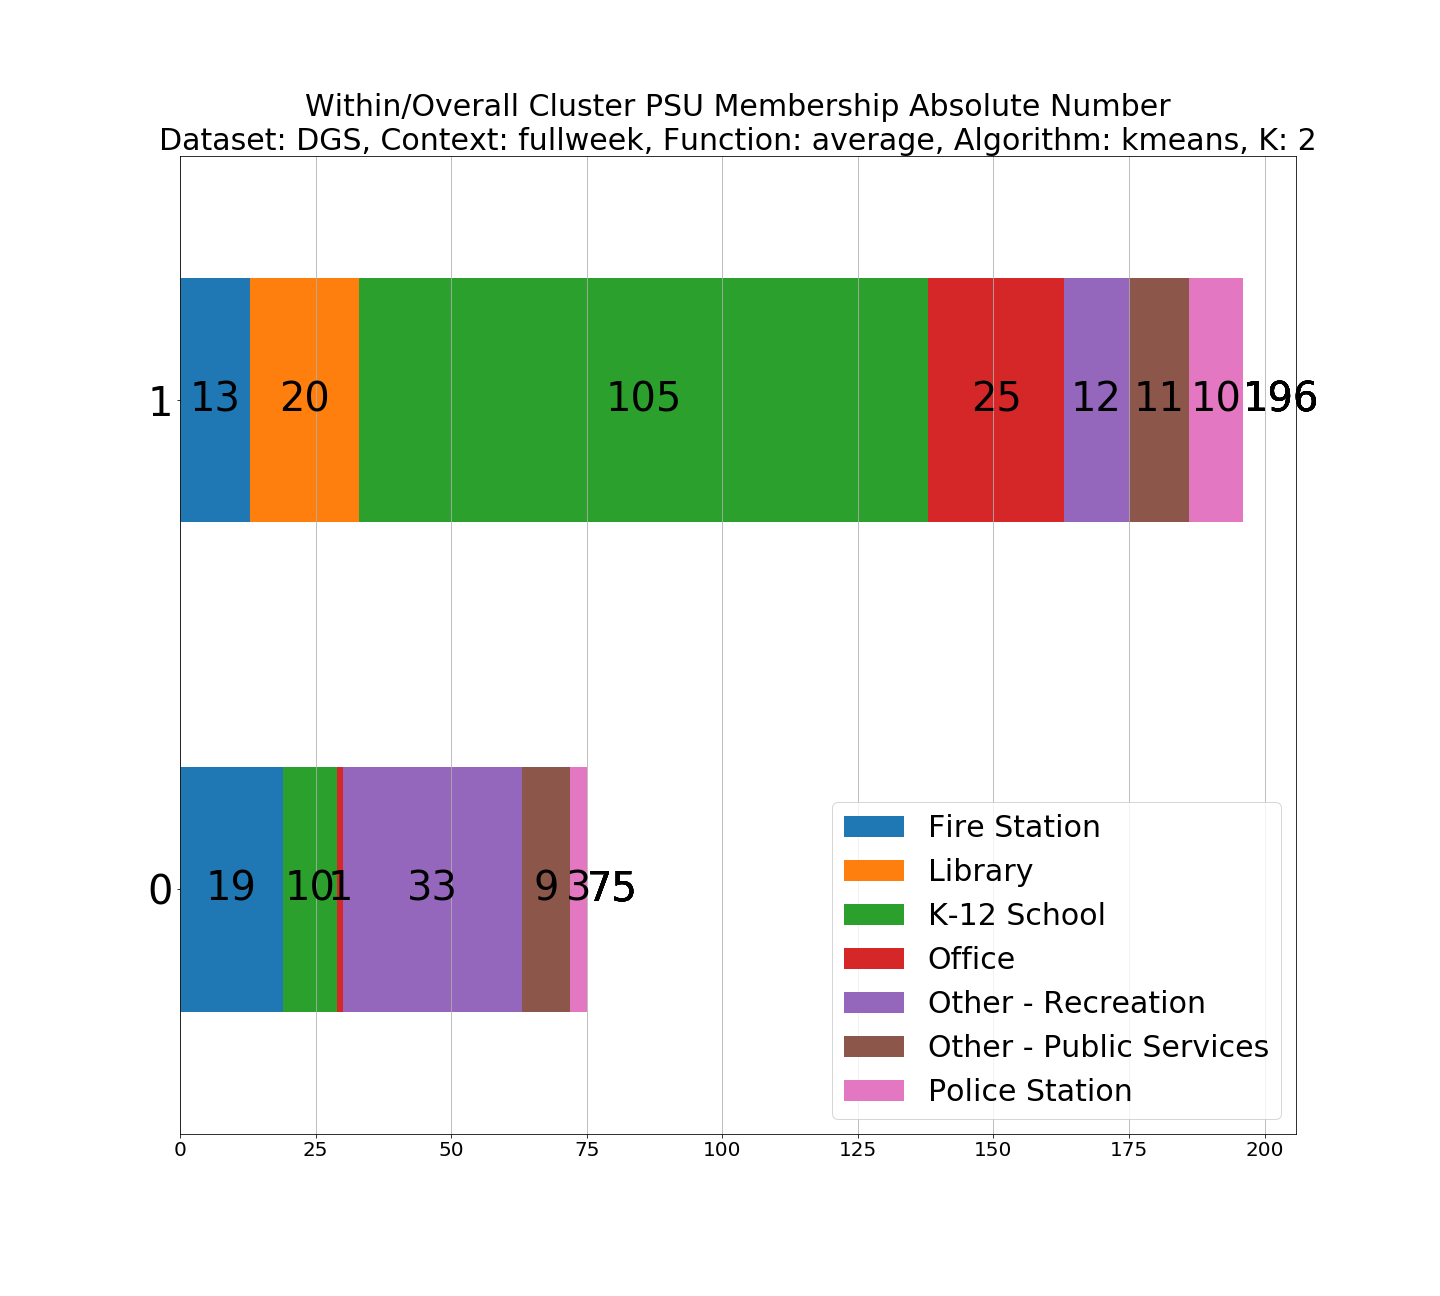 Within/Overall Cluster PSU Membership Absolute Number
Dataset: DGS, Context: fullweek, Function: average, Algorithm: kmeans, K: 2
1 13 20 105 25 12 11 10 196
0 19 10 1 33 9 3 75
Fire Station
Library
K-12 School
Office
Other - Recreation
Other - Public Services
Police Station
0 25 50 75 100 125 150 175 200